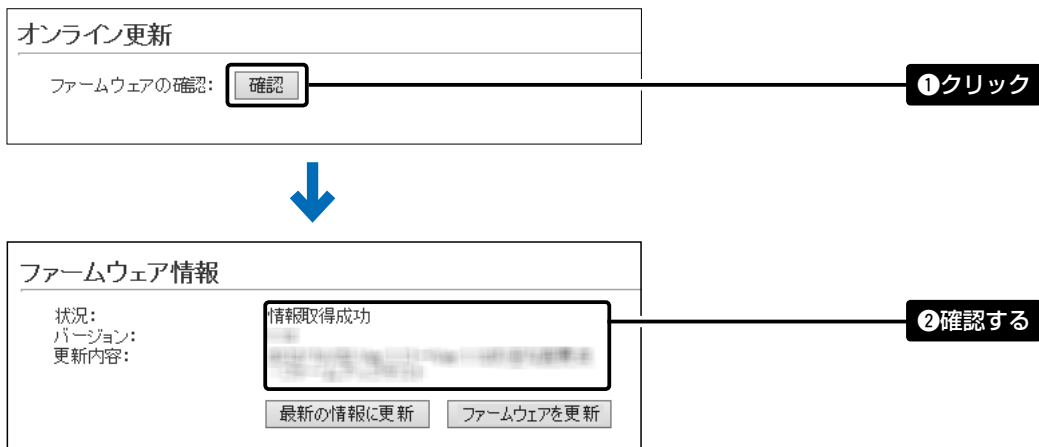 オンライン更新
ファームウェアの確認: 確認
❶クリック
ファームウェア情報
状況: 情報取得成功
❷確認する
バージョン:
更新内容:
最新の情報に更新 ファームウェアを更新